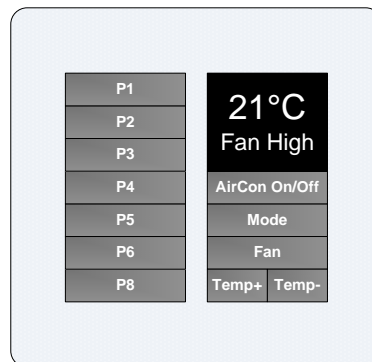 P1
P2
P3
P4
P5
P6
P8
21°C
Fan High
AirCon On/Off
Mode
Fan
Temp+ Temp-